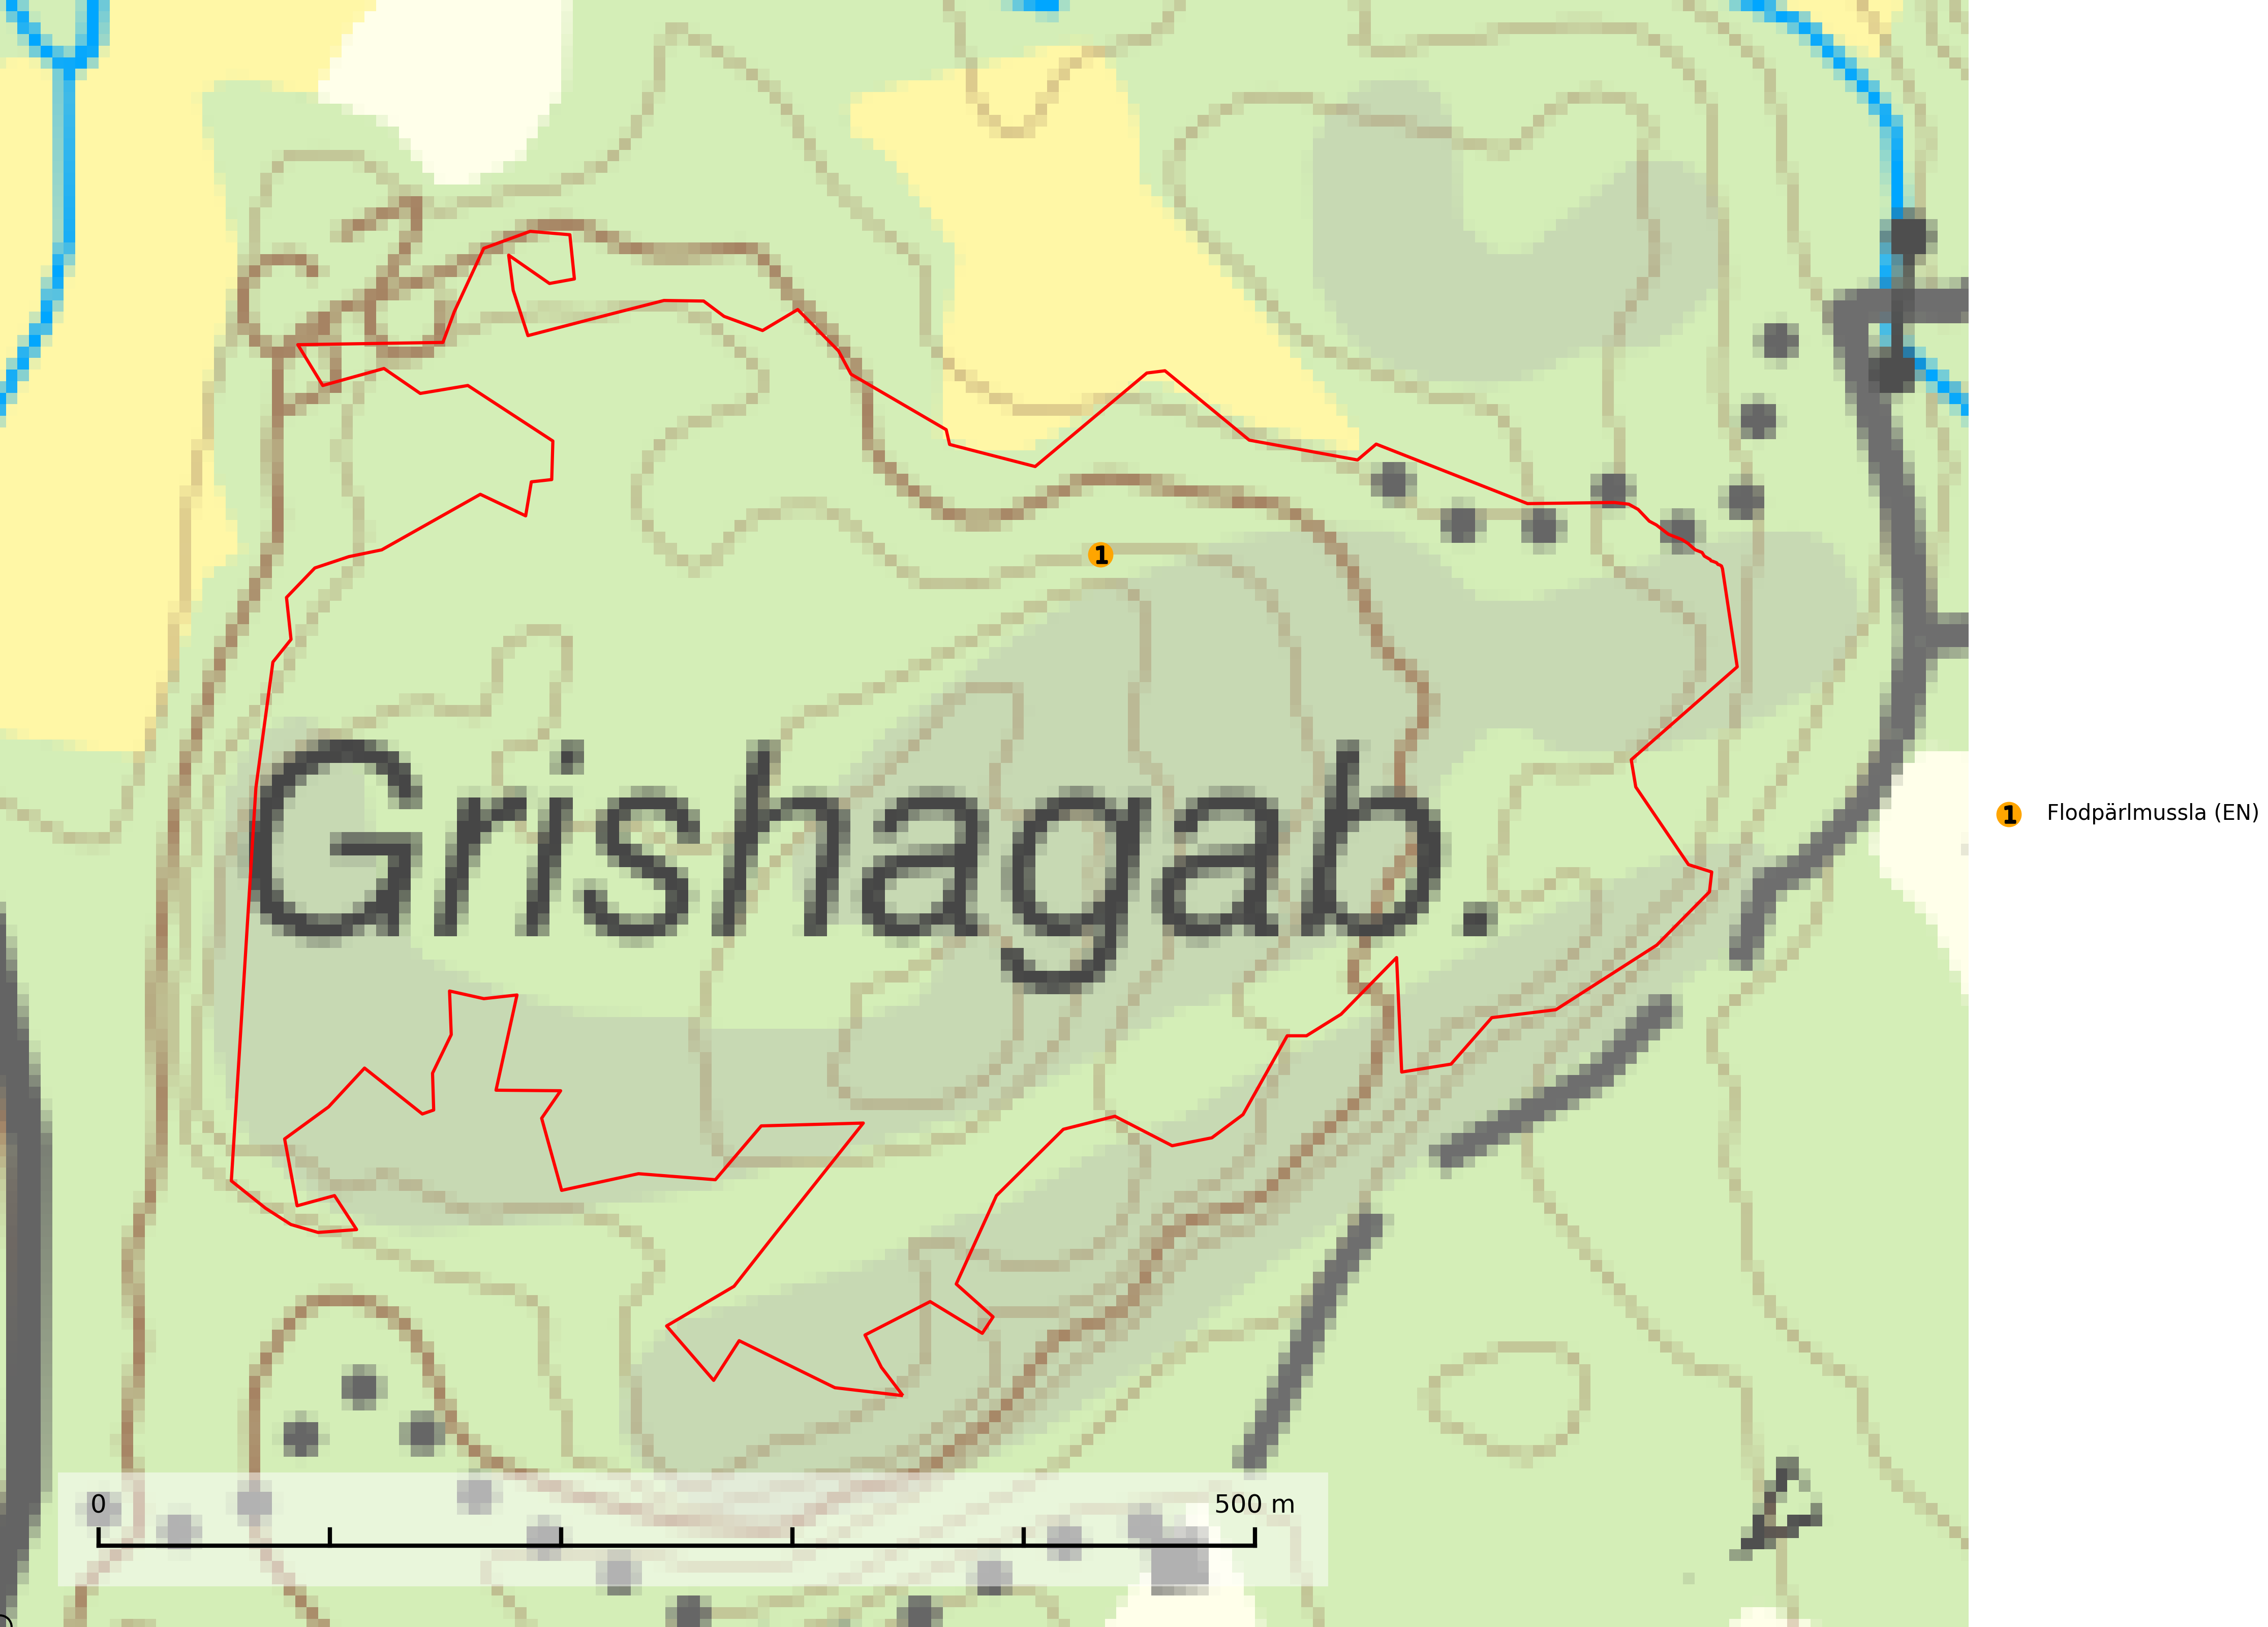 1
1 Flodpärlmussla (EN)
Grishagab.
0 500 m